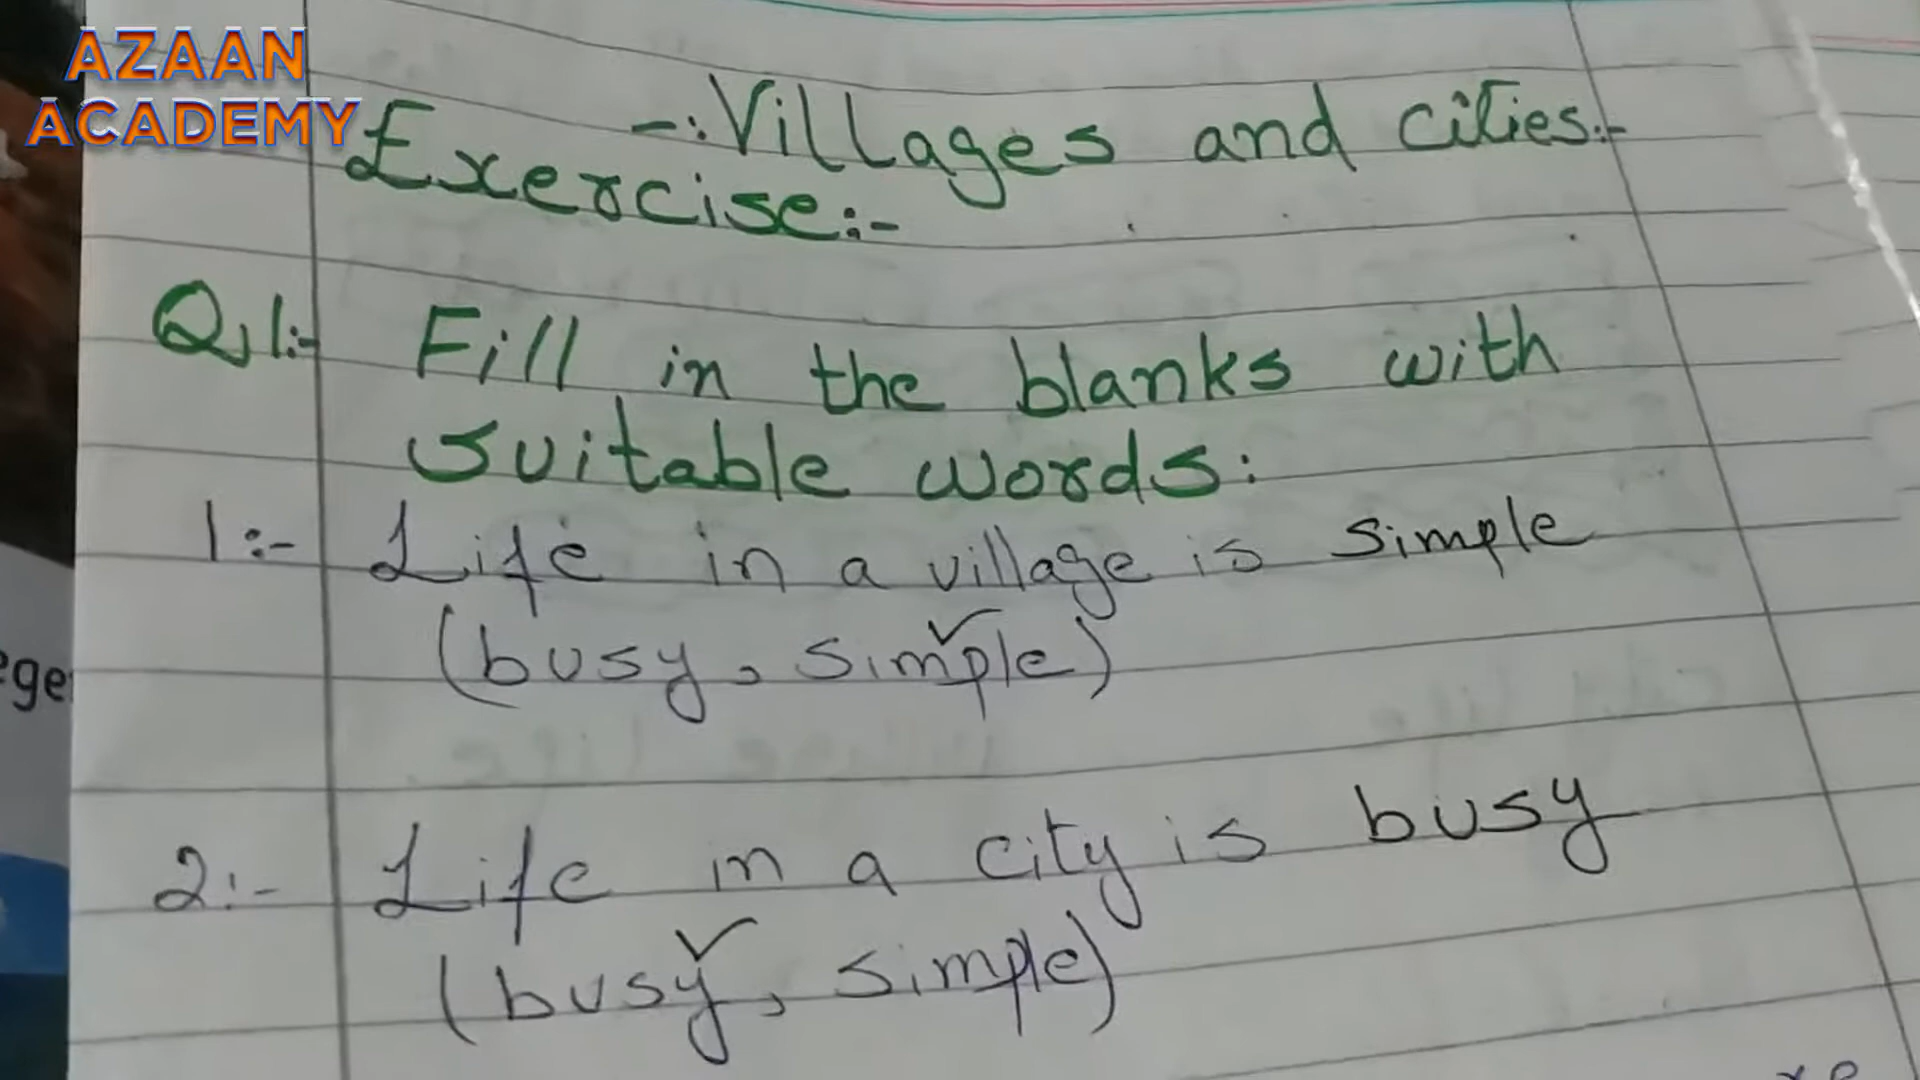 AZAAN
ACADEMY
-:Villages and cities:-
Exercise:-
Q,1:- Fill in the blanks with
suitable words:
1:- Life in a village is simple
(busy, simple)
2:- Life in a city is busy
(busy, simple)